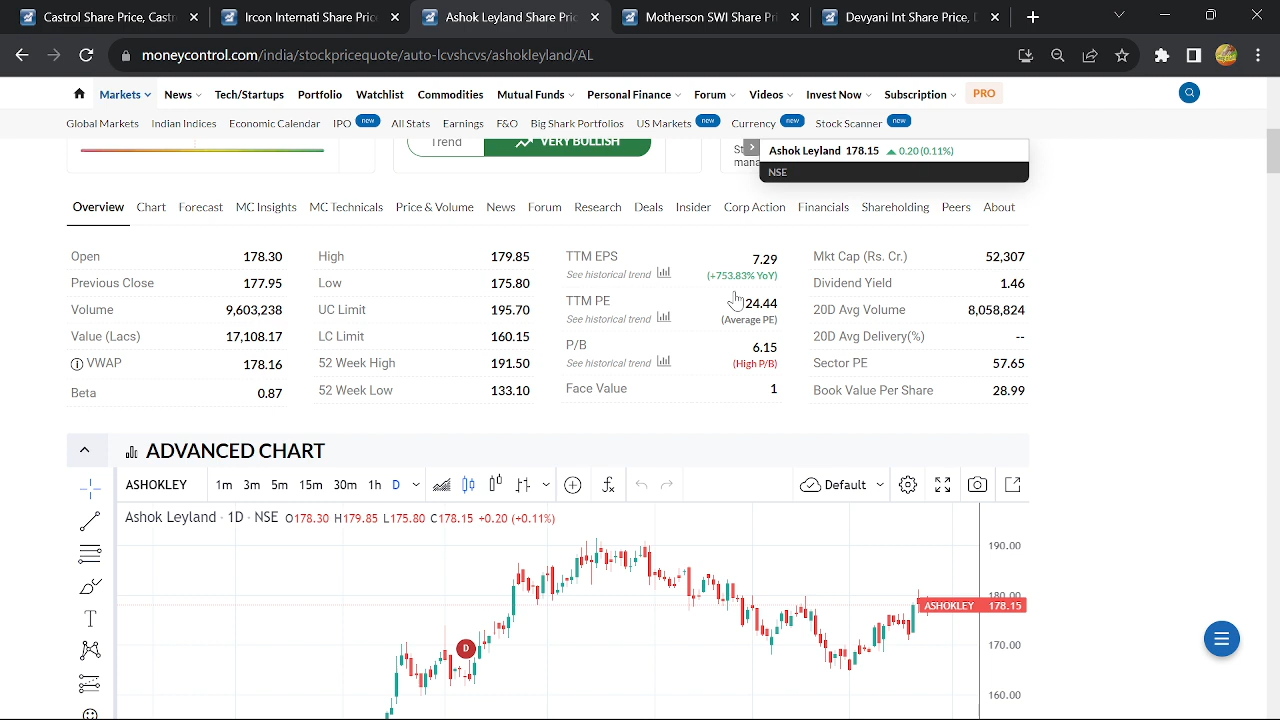 Castrol Share Price, Castr
Ircon International Share Pric
Ashok Leyland Share Pric
Motherson SWI share Pri
Devyani Int Share Price, D
moneycontrol.com/india/stockpricequote/auto-lcvshcvs/ashokleyland/AL
Markets News Tech/Startups Portfolio Watchlist Commodities Mutual Funds Personal Finance Forum Videos Invest Now Subscription PRO
Global Markets Indian Indices Economic Calendar IPO new All Stats Earnings F&O Big Shark Portfolios US Markets new Currency new Stock Scanner new
Trend VERY BULLISH
mana
Ashok Leyland 178.15 0.20 (0.11%)
NSE
Overview Chart Forecast MC Insights MC Technicals Price & Volume News Forum Research Deals Insider Corp Action Financials Shareholding Peers About
Open 178.30
Previous Close 177.95
Volume 9,603,238
Value (Lacs) 17,108.17
VWAP 178.16
Beta 0.87
High 179.85
Low 175.80
UC Limit 195.70
LC Limit 160.15
52 Week High 191.50
52 Week Low 133.10
TTM EPS 7.29
See historical trend (+753.83% YoY)
TTM PE 24.44
See historical trend (Average PE)
P/B 6.15
See historical trend (High P/B)
Face Value 1
Mkt Cap (Rs. Cr.) 52,307
Dividend Yield 1.46
20D Avg Volume 8,058,824
20D Avg Delivery(%) --
Sector PE 57.65
Book Value Per Share 28.99
ADVANCED CHART
ASHOKLEY 1m 3m 5m 15m 30m 1h D Default
Ashok Leyland · 1D · NSE O178.30 H179.85 L175.80 C178.15 +0.20 (+0.11%)
190.00
180.00
ASHOKLEY 178.15
170.00
D
160.00